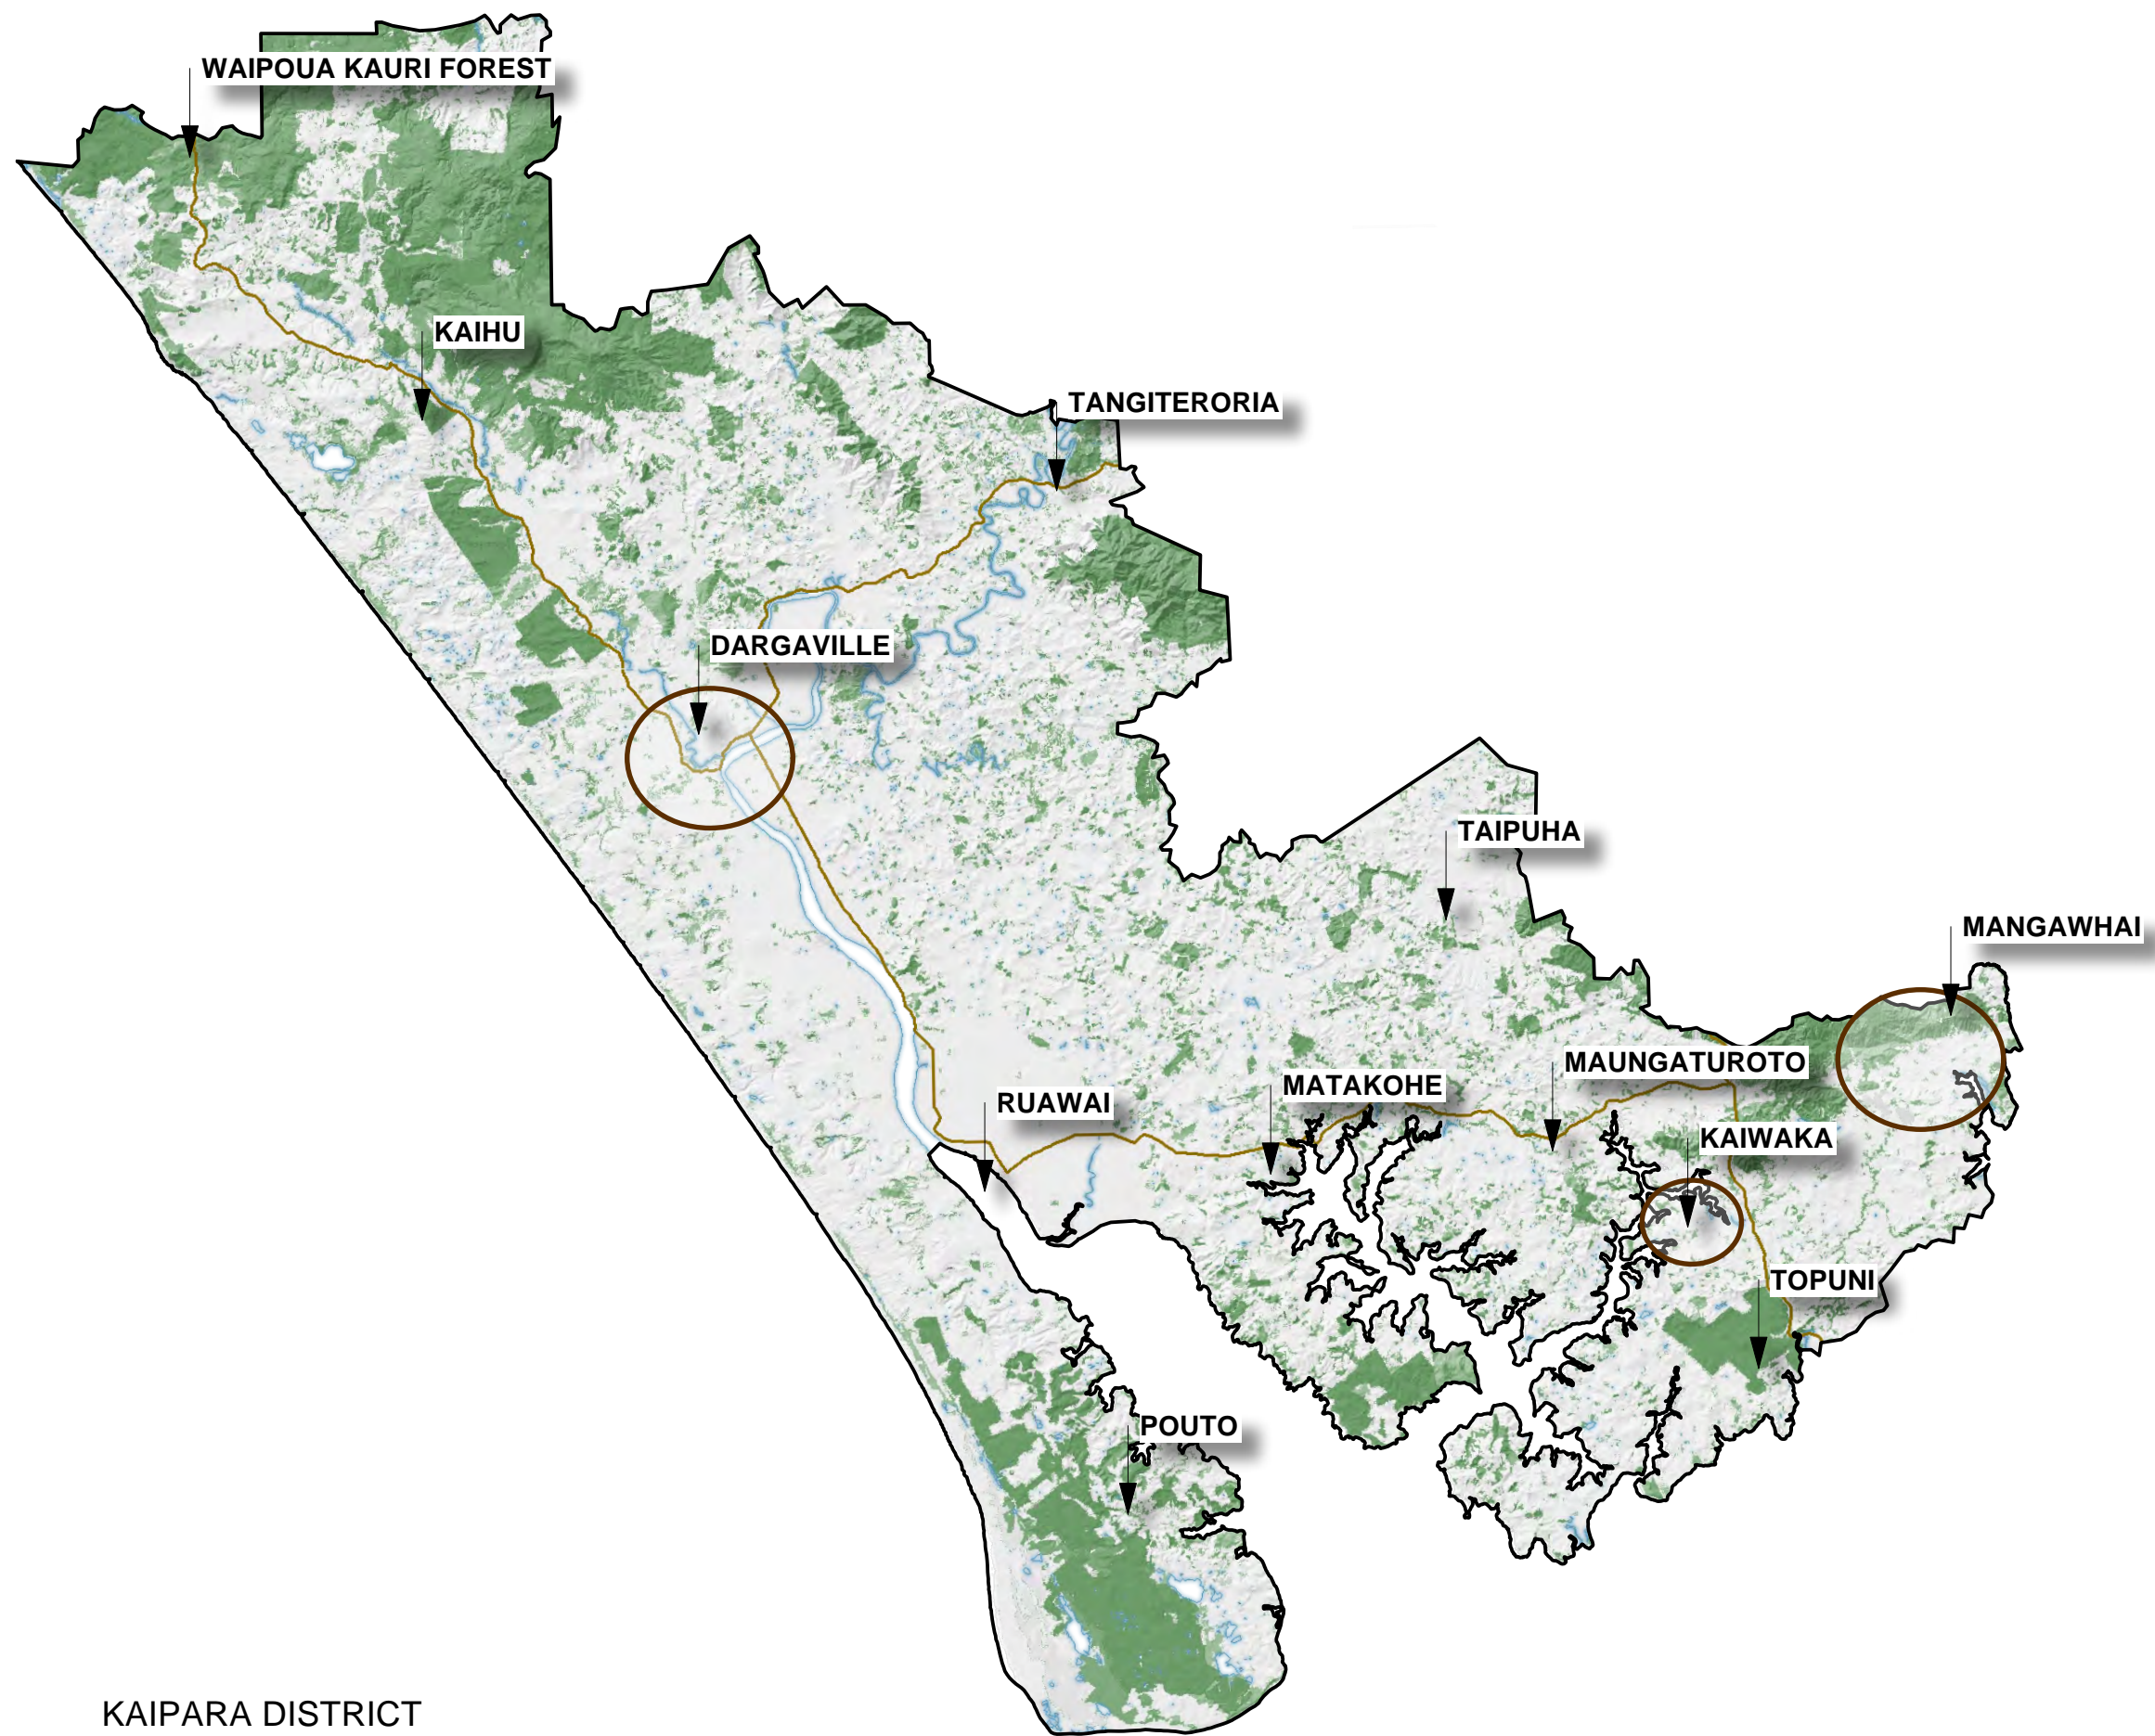 WAIPOUA KAURI FOREST
KAIHU
TANGITERORIA
DARGAVILLE
TAIPUHA
MANGAWHAI
MAUNGATUROTO
MATAKOHE
RUAWAI
KAIWAKA
TOPUNI
POUTO
KAIPARA DISTRICT